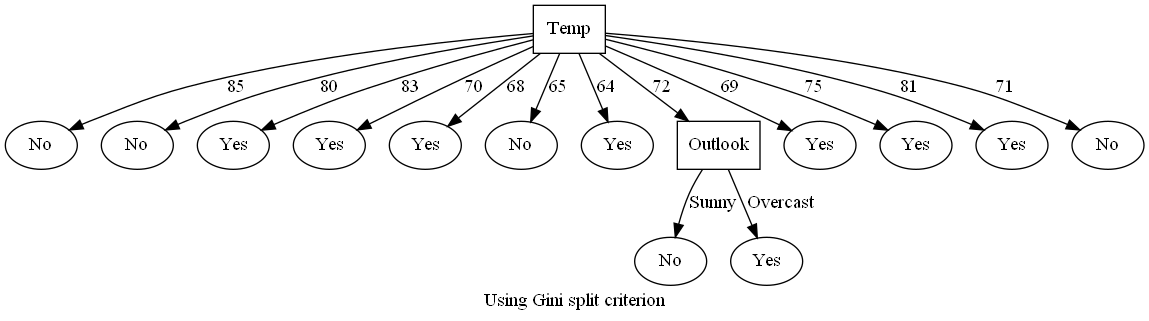 Temp
85 80 83 70 68 65 64 72 69 75 81 71
No No Yes Yes Yes No Yes Outlook Yes Yes Yes No
Sunny Overcast
No Yes
Using Gini split criterion